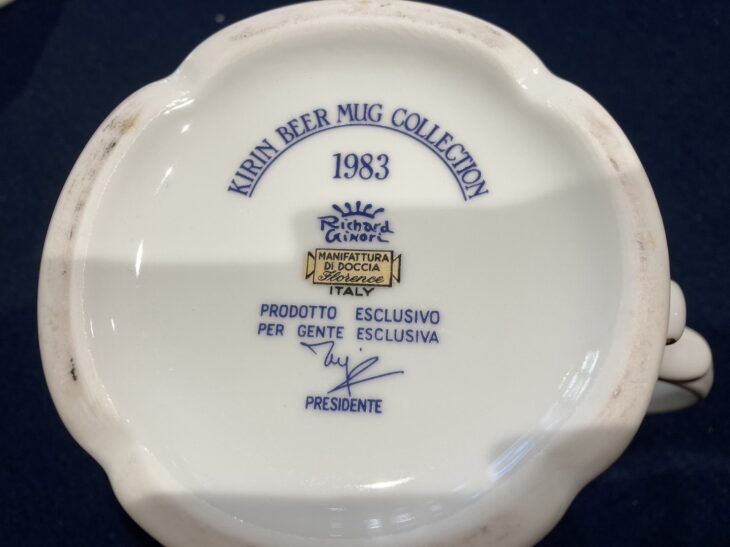 KIRIN BEER MUG COLLECTION
1983
Richard
Ginori
MANIFATTURA
DI DOCCIA
Florence
ITALY
PRODOTTO ESCLUSIVO
PER GENTE ESCLUSIVA
PRESIDENTE